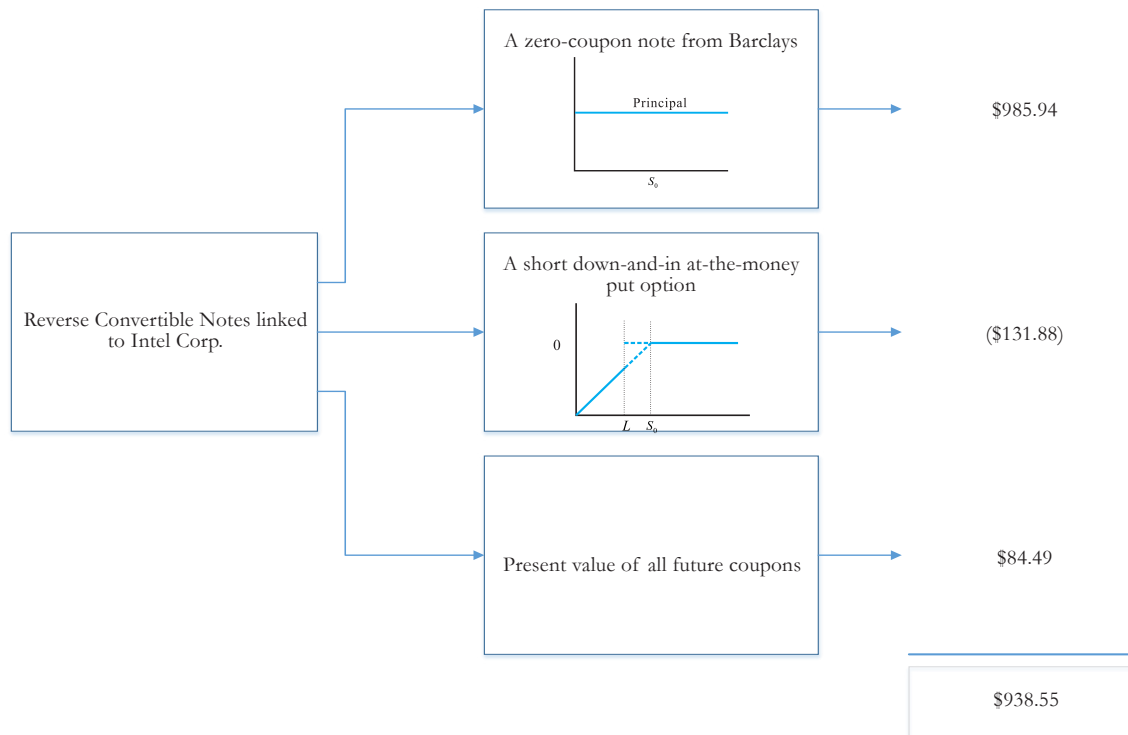 A zero-coupon note from Barclays
Principal
S₀
$985.94
Reverse Convertible Notes linked
to Intel Corp.
A short down-and-in at-the-money
put option
0
L S₀
($131.88)
Present value of all future coupons
$84.49
$938.55